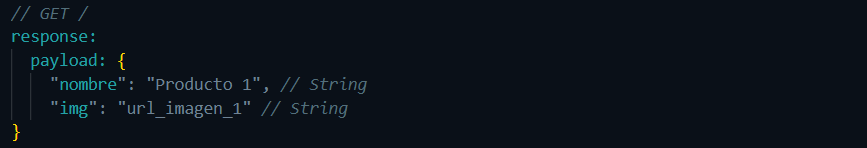 // GET /
response:
payload: {
"nombre": "Producto 1", // String
"img": "url_imagen_1" // String
}